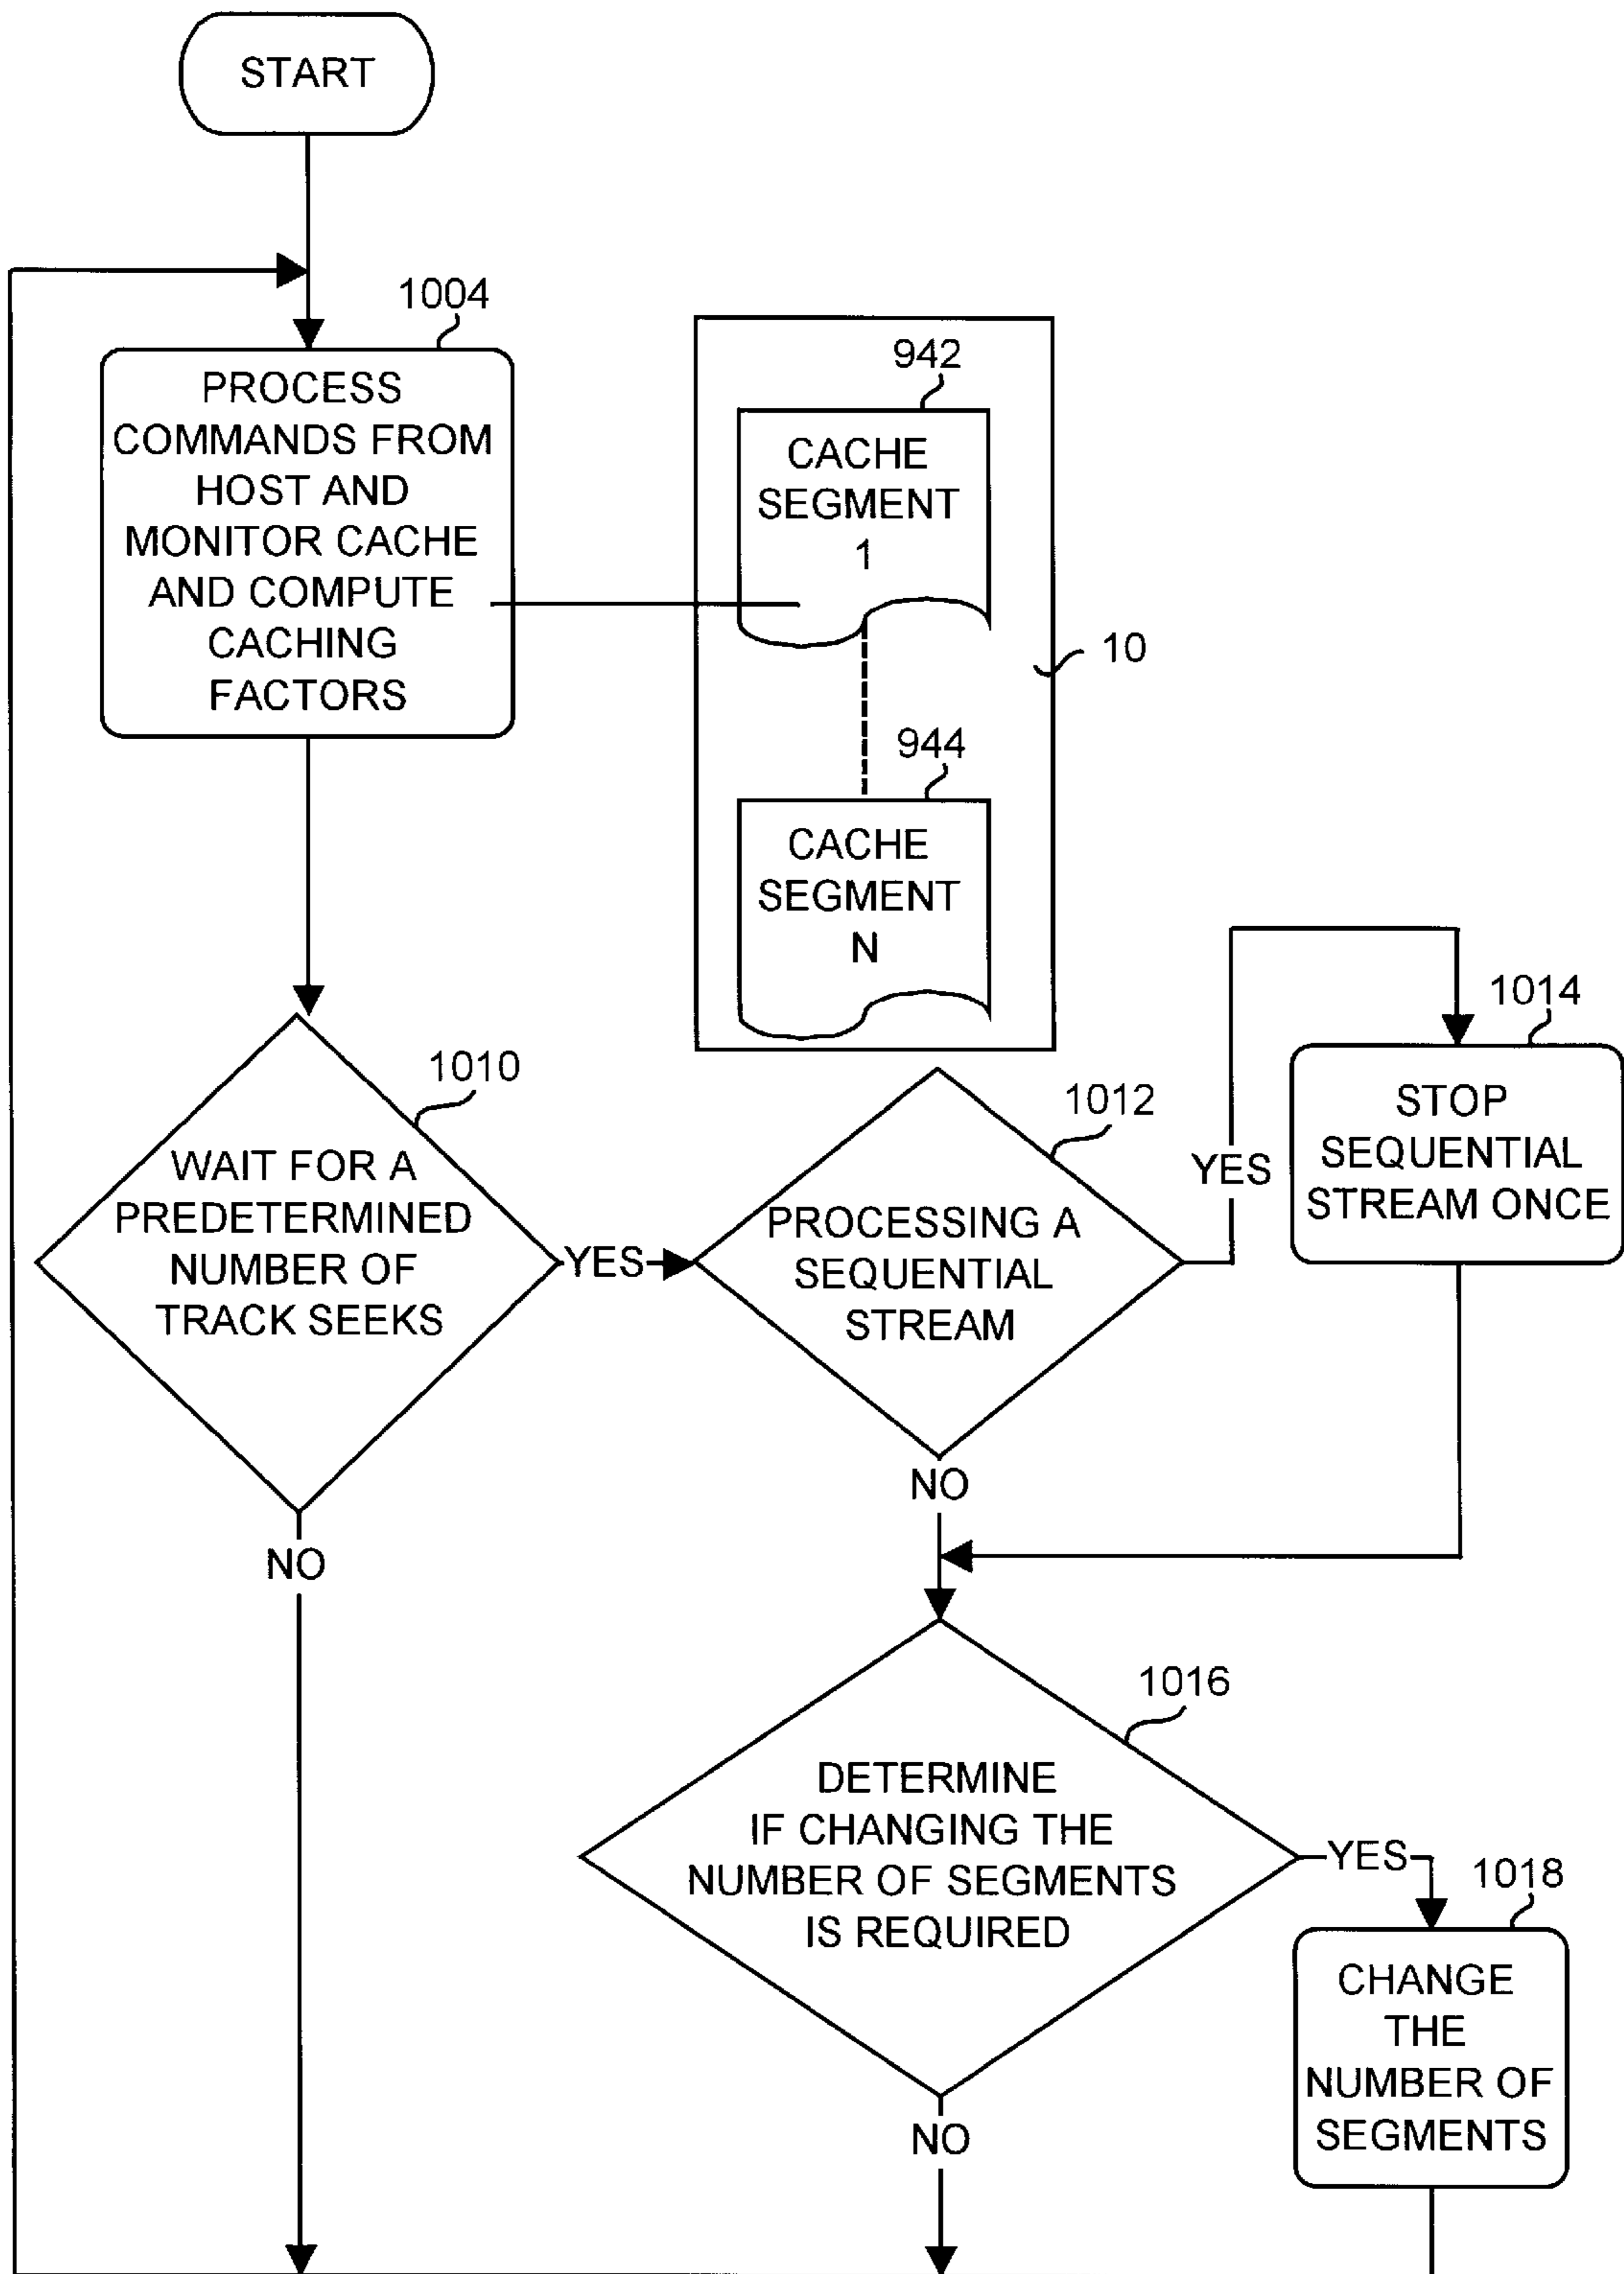 START
1004
PROCESS
COMMANDS FROM
HOST AND
MONITOR CACHE
AND COMPUTE
CACHING
FACTORS
942
CACHE
SEGMENT
1
10
944
CACHE
SEGMENT
N
1010
WAIT FOR A
PREDETERMINED
NUMBER OF
TRACK SEEKS
YES
NO
1012
PROCESSING A
SEQUENTIAL
STREAM
YES
NO
1014
STOP
SEQUENTIAL
STREAM ONCE
1016
DETERMINE
IF CHANGING THE
NUMBER OF SEGMENTS
IS REQUIRED
YES
NO
1018
CHANGE
THE
NUMBER OF
SEGMENTS